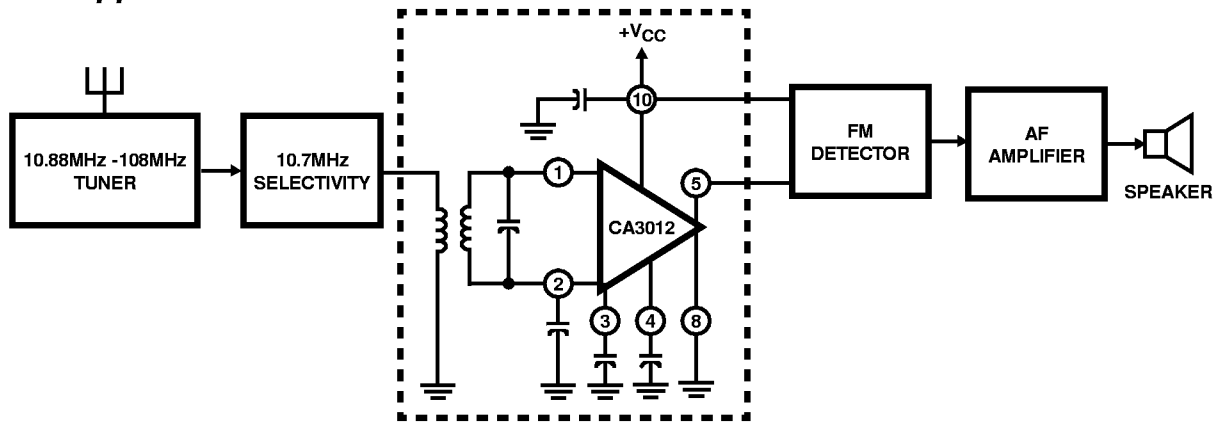 +VCC
10
10.88MHz -108MHz
TUNER
10.7MHz
SELECTIVITY
1
2
CA3012
3
4
5
8
FM
DETECTOR
AF
AMPLIFIER
SPEAKER